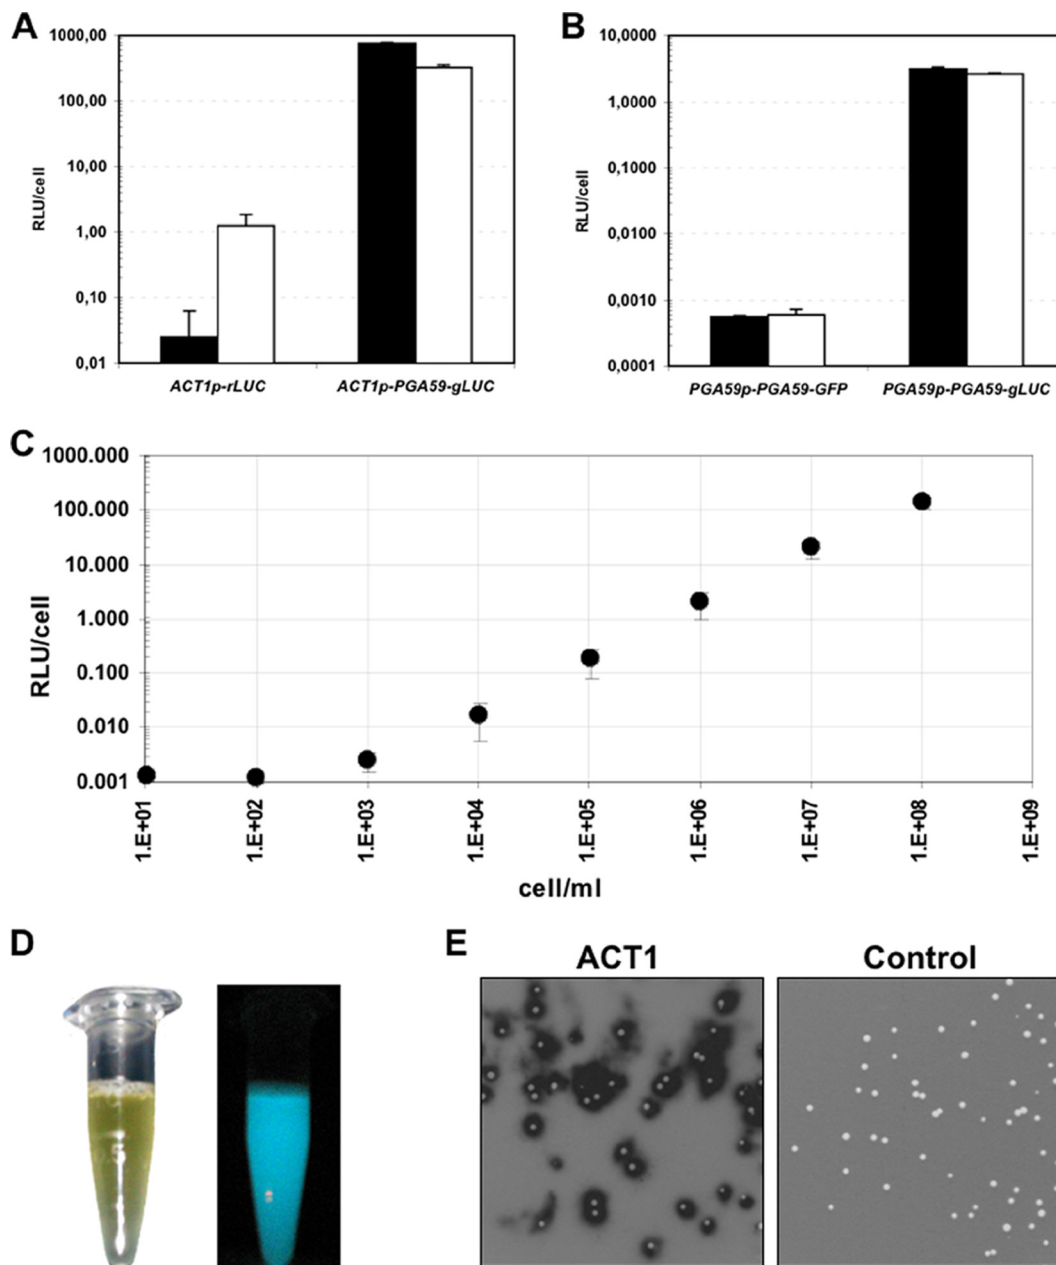 A
1000,00
100,00
10,00
1,00
0,10
0,01
RLU/cell
ACT1p-rLUC
ACT1p-PGA59-gLUC
B
10,0000
1,0000
0,1000
0,0100
0,0010
0,0001
RLU/cell
PGA59p-PGA59-GFP
PGA59p-PGA59-gLUC
C
1000.000
100.000
10.000
1.000
0.100
0.010
0.001
RLU/cell
1.E+01
1.E+02
1.E+03
1.E+04
1.E+05
1.E+06
1.E+07
1.E+08
1.E+09
cell/ml
D
E
ACT1
Control